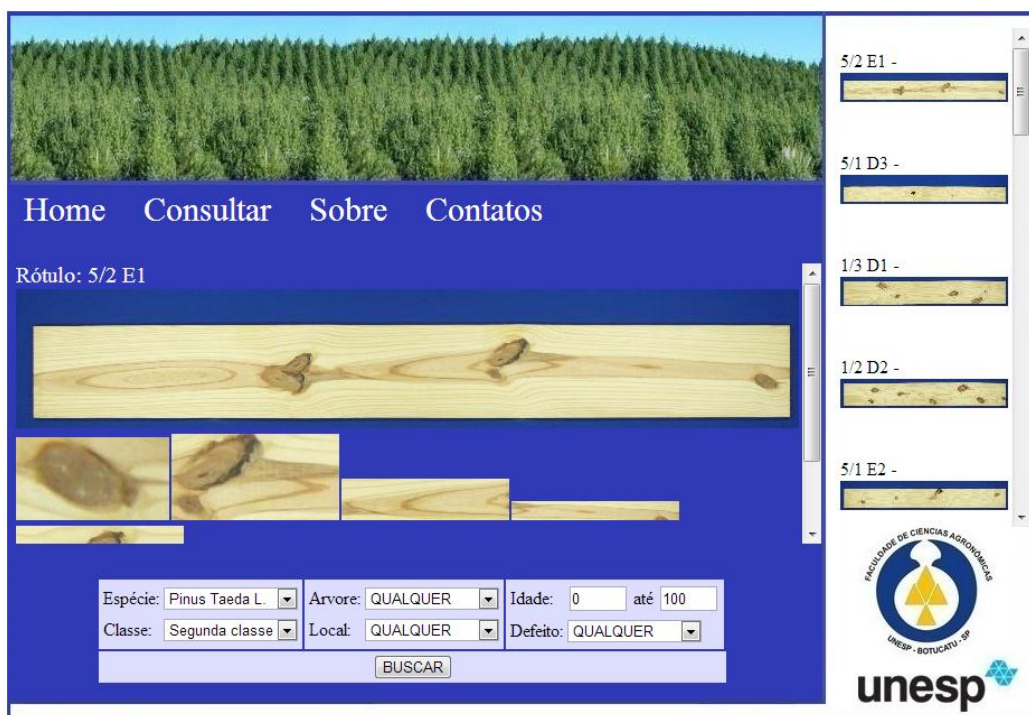 Home Consultar Sobre Contatos
Rótulo: 5/2 E1
Espécie: Pinus Taeda L. Arvore: QUALQUER Idade: 0 até 100
Classe: Segunda classe Local: QUALQUER Defeito: QUALQUER
BUSCAR
5/2 E1 -
5/1 D3 -
1/3 D1 -
1/2 D2 -
5/1 E2 -
FACULDADE DE CIENCIAS AGRONÔMICAS
UNESP - BOTUCATU - SP
unesp